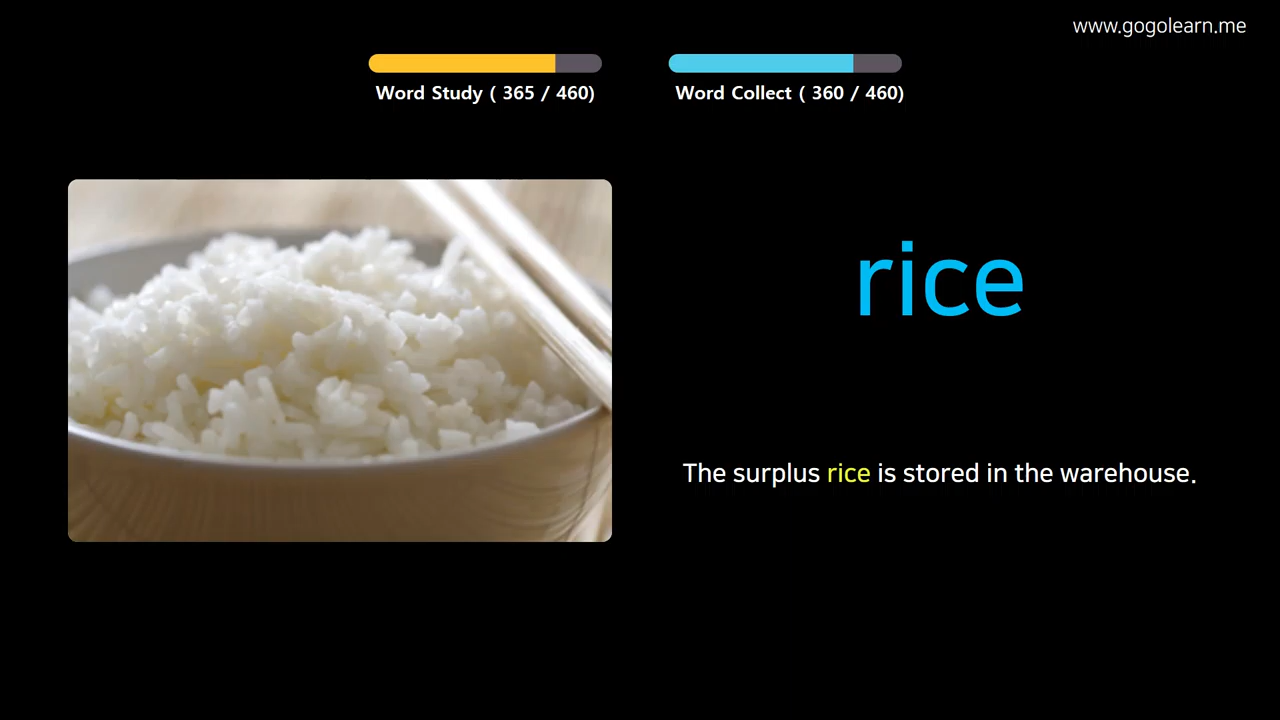 www.gogolearn.me
Word Study ( 365 / 460)
Word Collect ( 360 / 460)
rice
The surplus rice is stored in the warehouse.